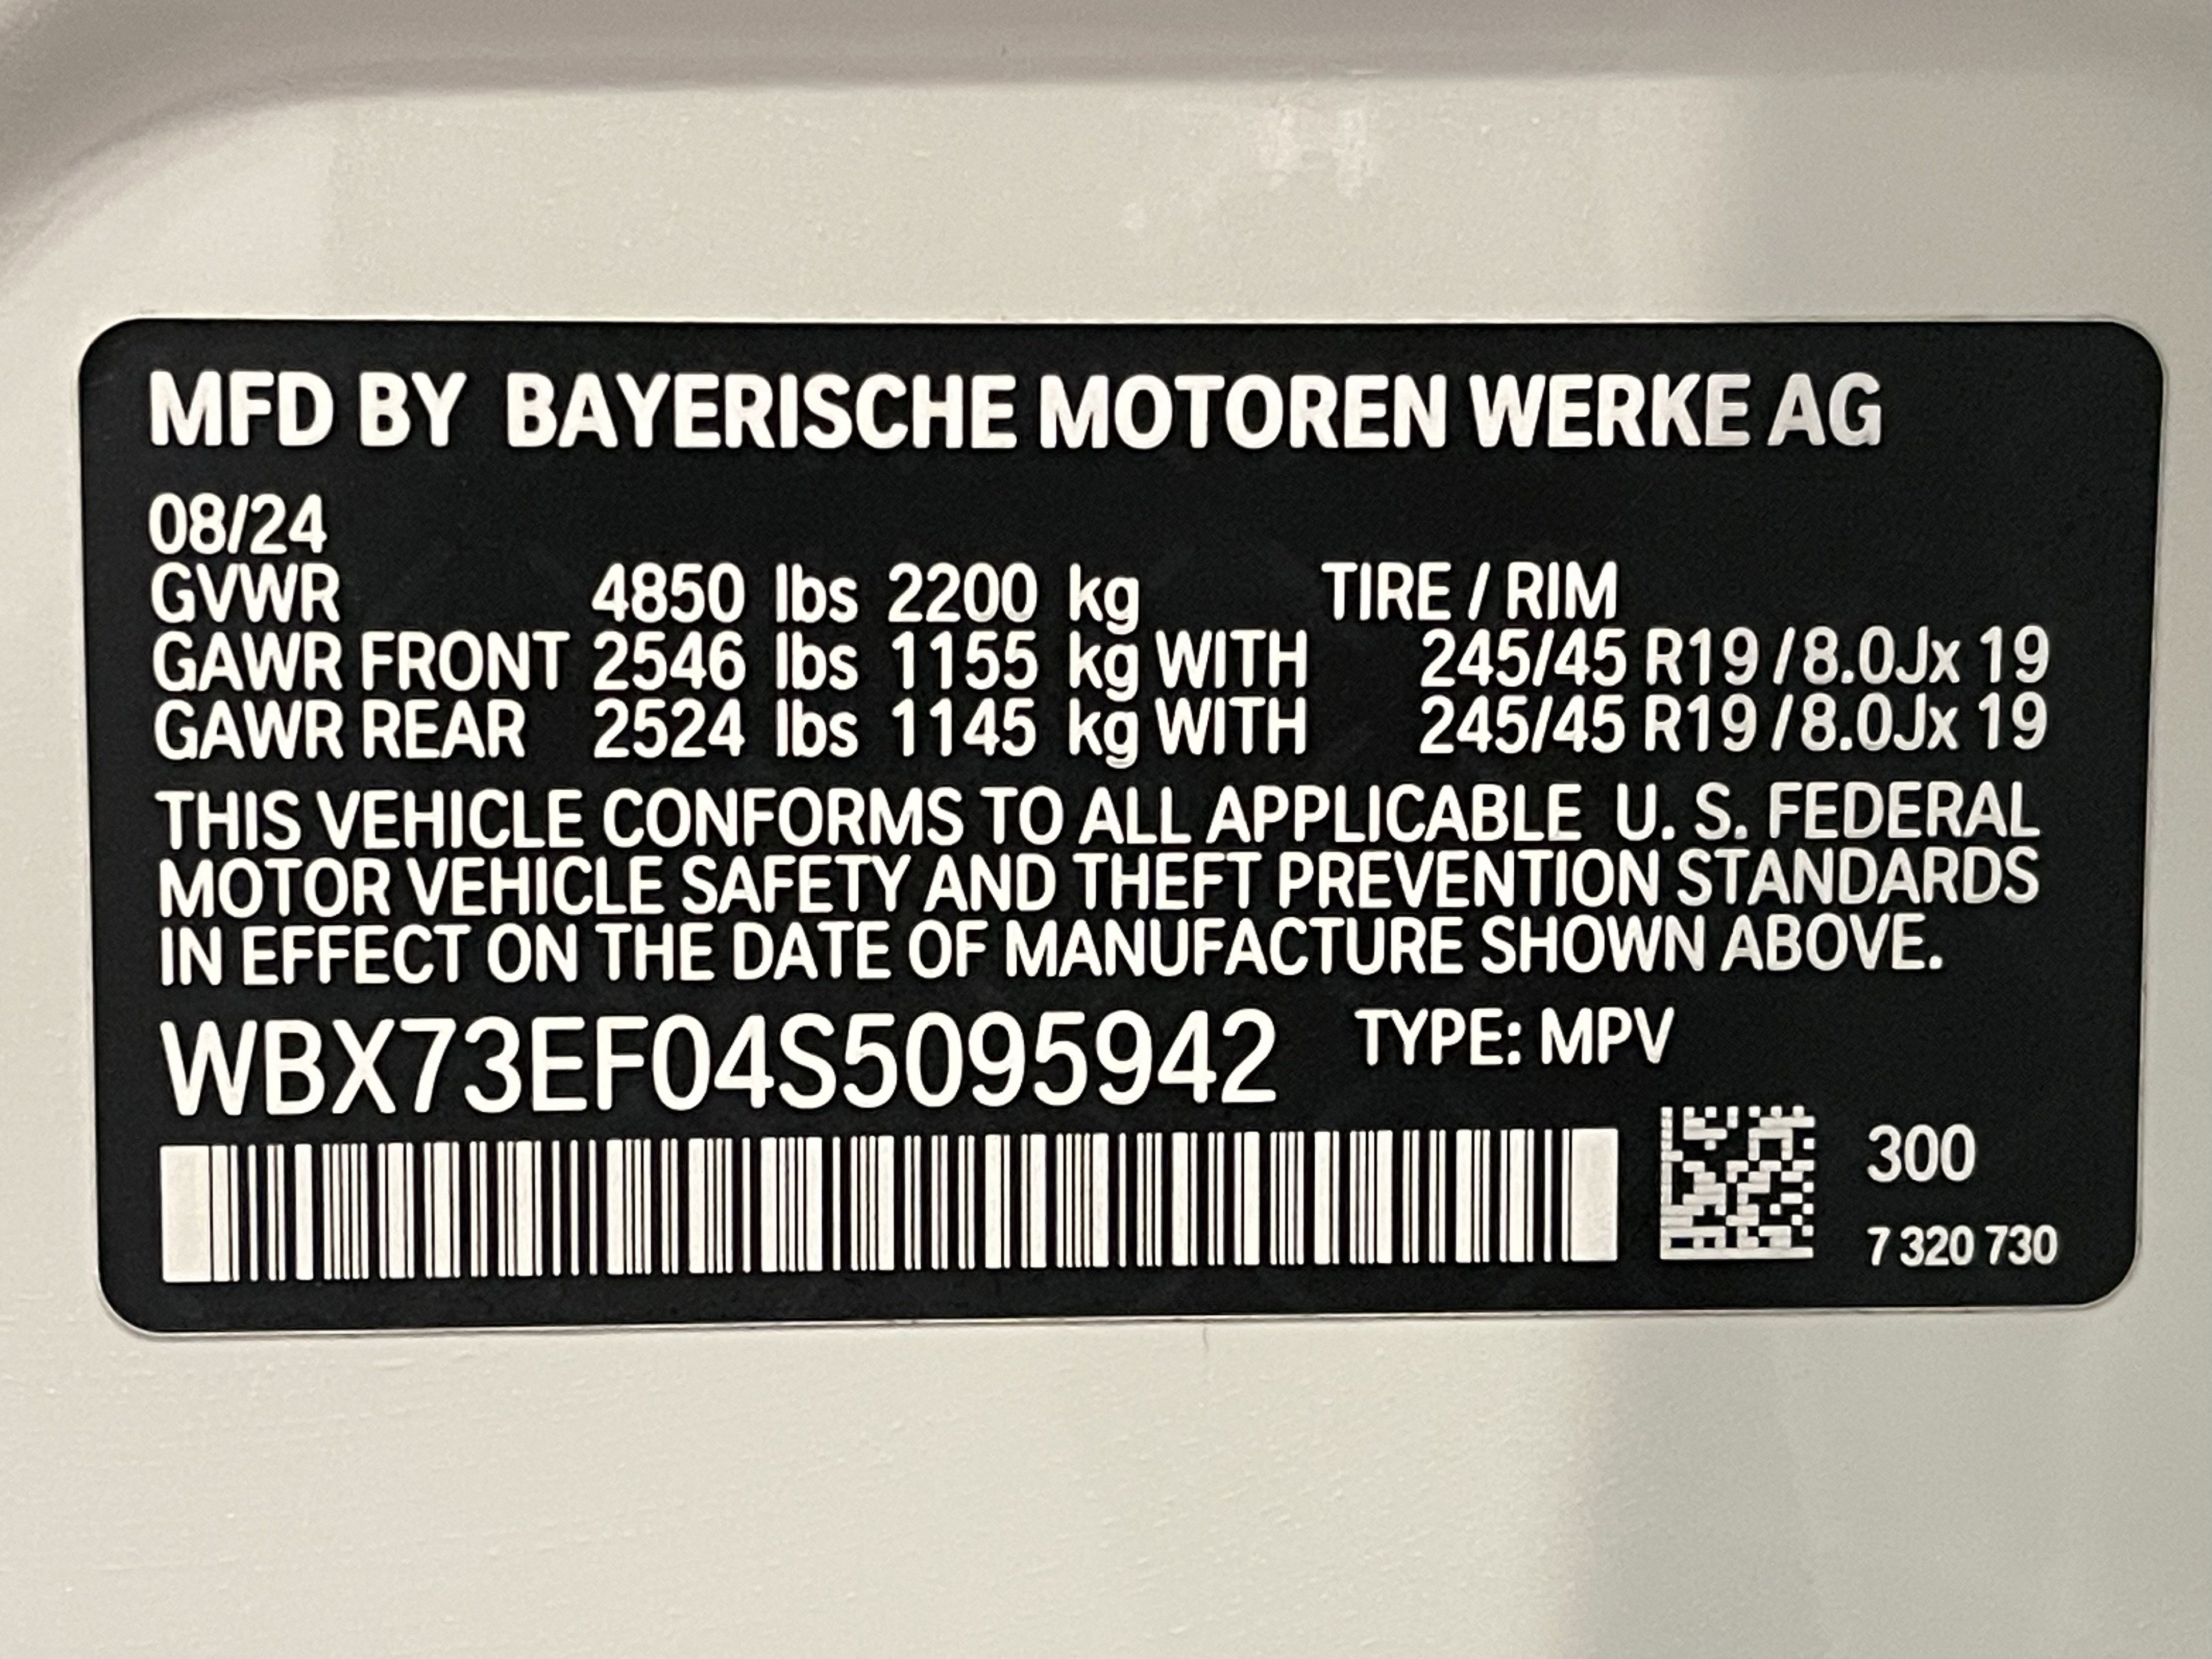 MFD BY BAYERISCHE MOTOREN WERKE AG
08/24
GVWR 4850 lbs 2200 kg TIRE / RIM
GAWR FRONT 2546 lbs 1155 kg WITH 245/45 R19 / 8.0Jx 19
GAWR REAR 2524 lbs 1145 kg WITH 245/45 R19 / 8.0Jx 19
THIS VEHICLE CONFORMS TO ALL APPLICABLE U. S. FEDERAL
MOTOR VEHICLE SAFETY AND THEFT PREVENTION STANDARDS
IN EFFECT ON THE DATE OF MANUFACTURE SHOWN ABOVE.
WBX73EF04S5095942 TYPE: MPV
300
7 320 730